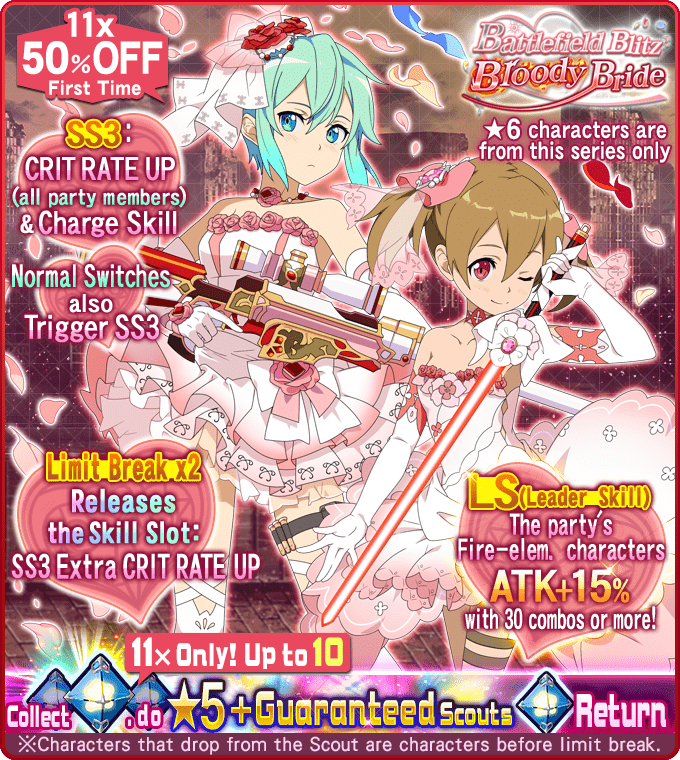 11x
50%OFF
First Time
Battlefield Blitz
Bloody Bride
★6 characters are
from this series only
SS3:
CRIT RATE UP
(all party members)
& Charge Skill
Normal Switches
also
Trigger SS3
Limit Break x2
Releases
the Skill Slot:
SS3 Extra CRIT RATE UP
LS(Leader Skill)
The party's
Fire-elem. characters
ATK+15%
with 30 combos or more!
11x Only! Up to 10
Collect , do ★5+Guaranteed Scouts Return
※Characters that drop from the Scout are characters before limit break.